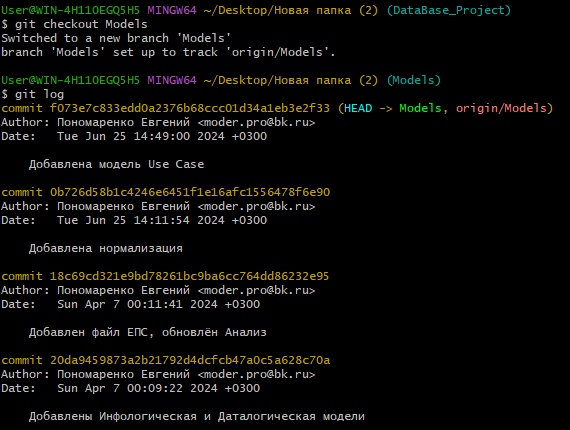 User@WIN-4H11OEGQ5H5 MINGW64 ~/Desktop/Новая папка (2) (DataBase_Project)
$ git checkout Models
Switched to a new branch 'Models'
branch 'Models' set up to track 'origin/Models'.
User@WIN-4H11OEGQ5H5 MINGW64 ~/Desktop/Новая папка (2) (Models)
$ git log
commit f073e7c833edd0a2376b68ccc01d34a1eb3e2f33 (HEAD -> Models, origin/Models)
Author: Пономаренко Евгений <moder.pro@bk.ru>
Date:   Tue Jun 25 14:49:00 2024 +0300
Добавлена модель Use Case
commit 0b726d58b1c4246e6451f1e16afc1556478f6e90
Author: Пономаренко Евгений <moder.pro@bk.ru>
Date:   Tue Jun 25 14:11:54 2024 +0300
Добавлена нормализация
commit 18c69cd321e9bd78261bc9ba6cc764dd86232e95
Author: Пономаренко Евгений <moder.pro@bk.ru>
Date:   Sun Apr 7 00:11:41 2024 +0300
Добавлен файл ЕПС, обновлён Анализ
commit 20da9459873a2b21792d4dcfcb47a0c5a628c70a
Author: Пономаренко Евгений <moder.pro@bk.ru>
Date:   Sun Apr 7 00:09:22 2024 +0300
Добавлены Инфологическая и Даталогическая модели